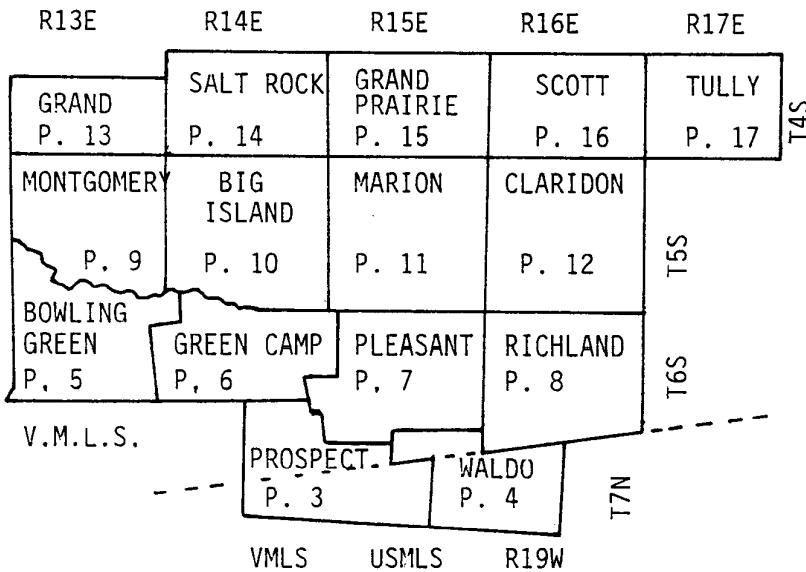 R13E R14E R15E R16E R17E
GRAND
P. 13
SALT ROCK
P. 14
GRAND
PRAIRIE
P. 15
SCOTT
P. 16
TULLY
P. 17
T4S
MONTGOMERY
P. 9
BIG
ISLAND
P. 10
MARION
P. 11
CLARIDON
P. 12
T5S
BOWLING
GREEN
P. 5
GREEN CAMP
P. 6
PLEASANT
P. 7
RICHLAND
P. 8
T6S
V.M.L.S.
PROSPECT
P. 3
WALDO
P. 4
T7N
VMLS USMLS R19W